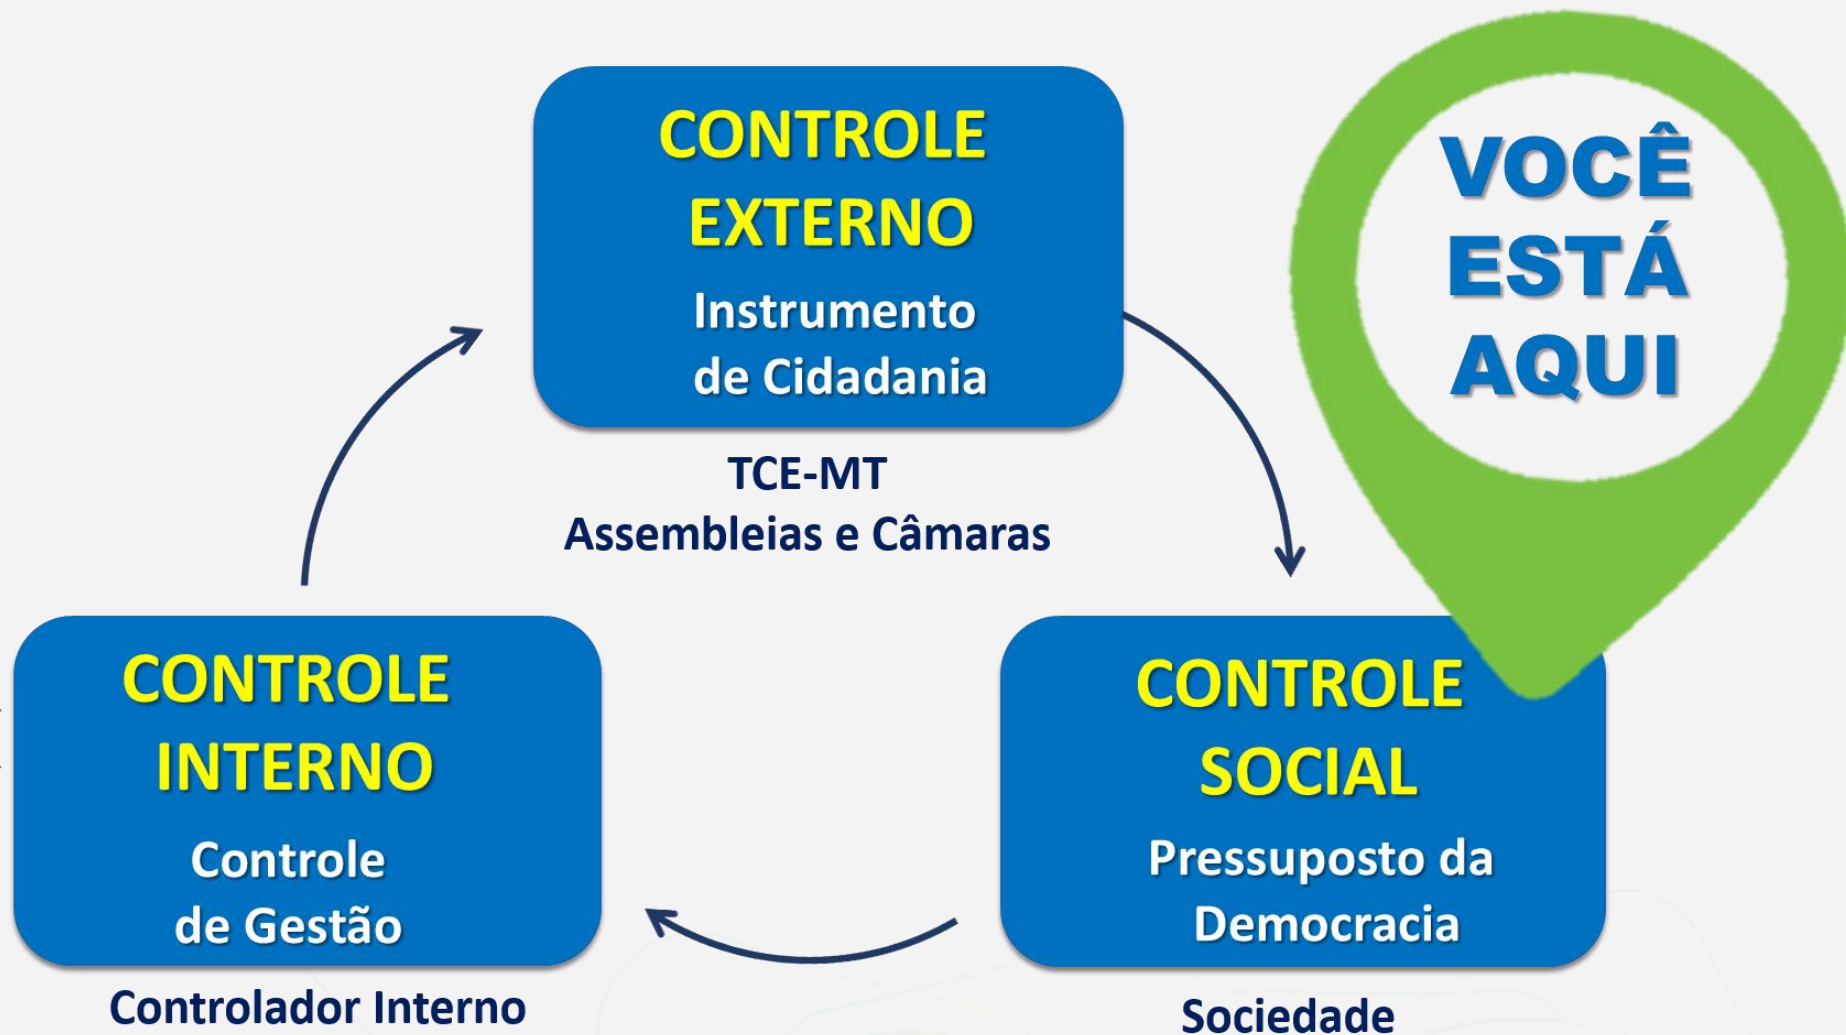 CONTROLE
EXTERNO
Instrumento
de Cidadania
TCE-MT
Assembleias e Câmaras
VOCÊ
ESTÁ
AQUI
CONTROLE
INTERNO
Controle
de Gestão
Controlador Interno
CONTROLE
SOCIAL
Pressuposto da
Democracia
Sociedade